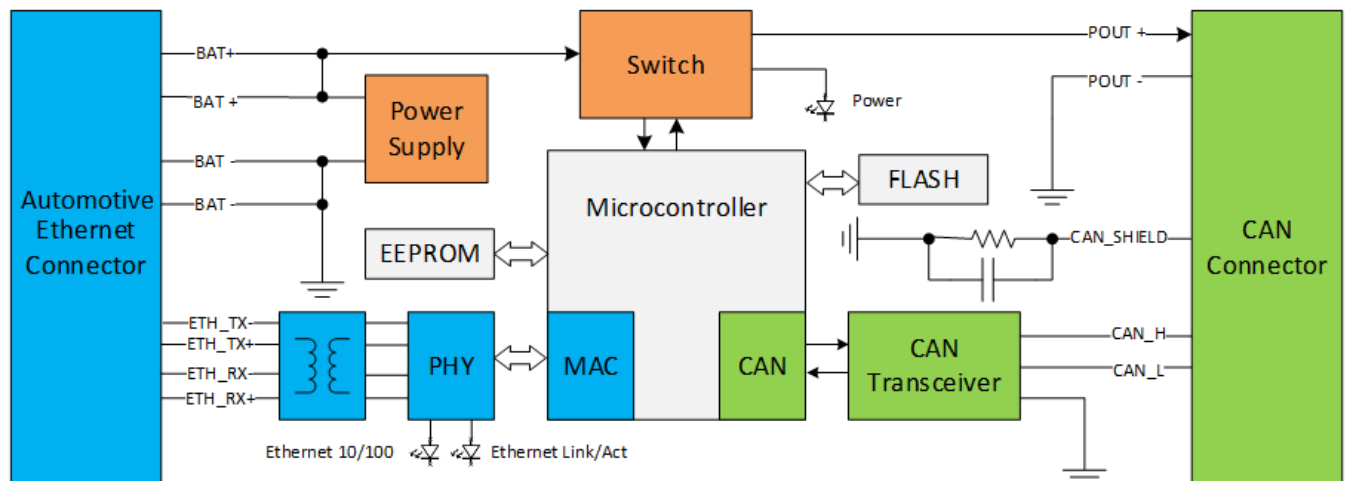 BAT+
BAT +
BAT -
BAT -
Automotive
Ethernet
Connector
ETH_TX-
ETH_TX+
ETH_RX-
ETH_RX+
Power
Supply
Switch
Power
POUT +
POUT -
Microcontroller
FLASH
EEPROM
CAN_SHIELD
CAN
Connector
PHY
MAC
CAN
CAN
Transceiver
CAN_H
CAN_L
Ethernet 10/100
Ethernet Link/Act